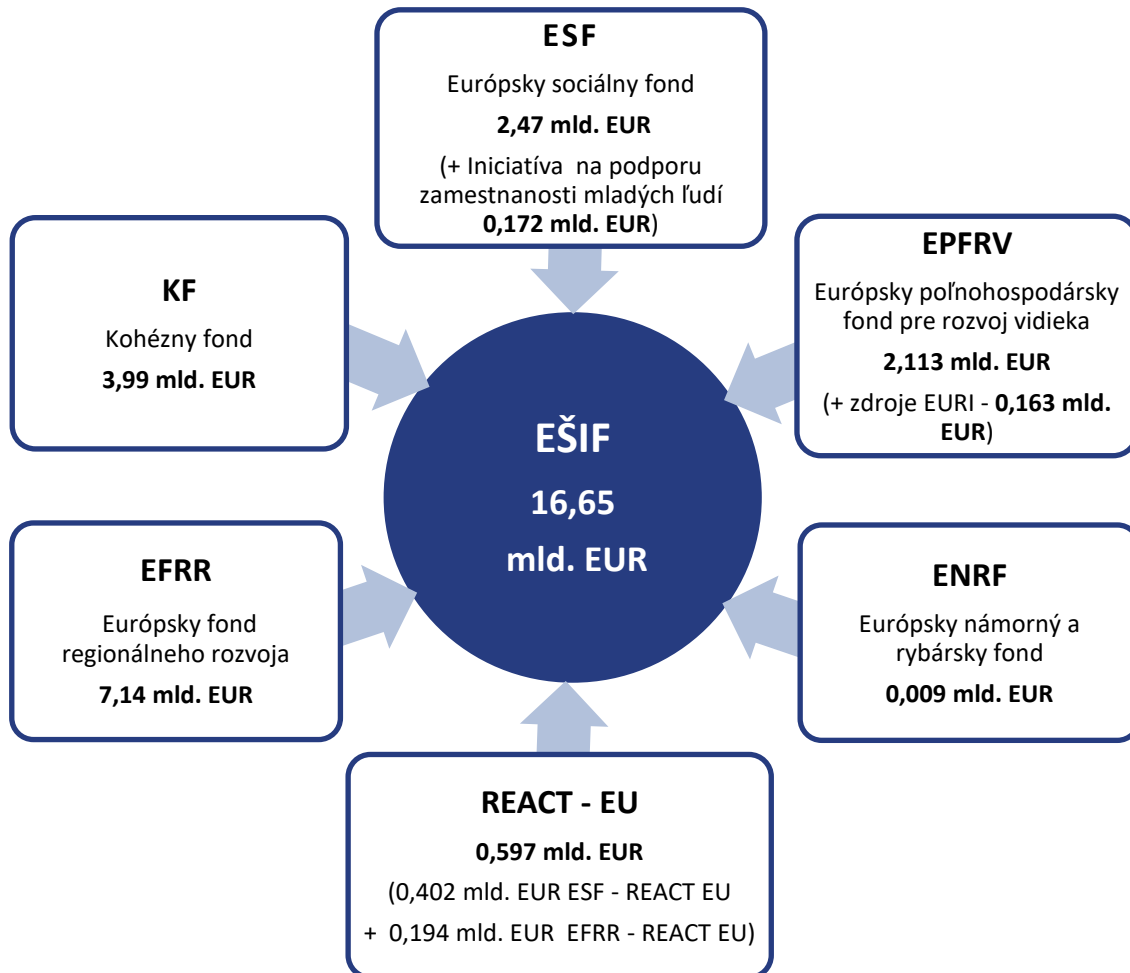 ESF
Európsky sociálny fond
2,47 mld. EUR
(+ Iniciatíva na podporu
zamestnanosti mladých ľudí
0,172 mld. EUR)
KF
Kohézny fond
3,99 mld. EUR
EPFRV
Európsky poľnohospodársky
fond pre rozvoj vidieka
2,113 mld. EUR
(+ zdroje EURI - 0,163 mld.
EUR)
EŠIF
16,65
mld. EUR
EFRR
Európsky fond
regionálneho rozvoja
7,14 mld. EUR
ENRF
Európsky námorný a
rybársky fond
0,009 mld. EUR
REACT - EU
0,597 mld. EUR
(0,402 mld. EUR ESF - REACT EU
+ 0,194 mld. EUR EFRR - REACT EU)